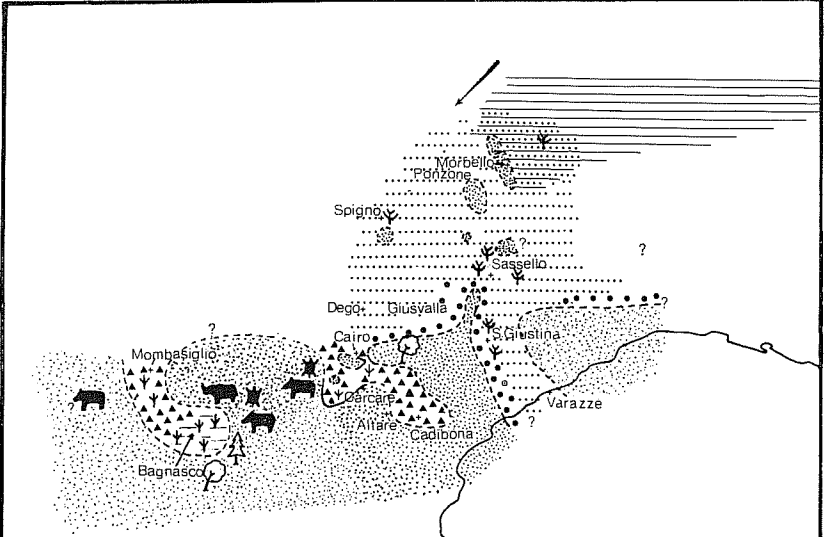 Morbello
Ponzone
Spigno
?
?
Sassello
Dego
Giusvalla
?
?
S.Giustina
Cairo
Mombasiglio
Carcare
Varazze
Altare
?
Cadibona
Bagnasco